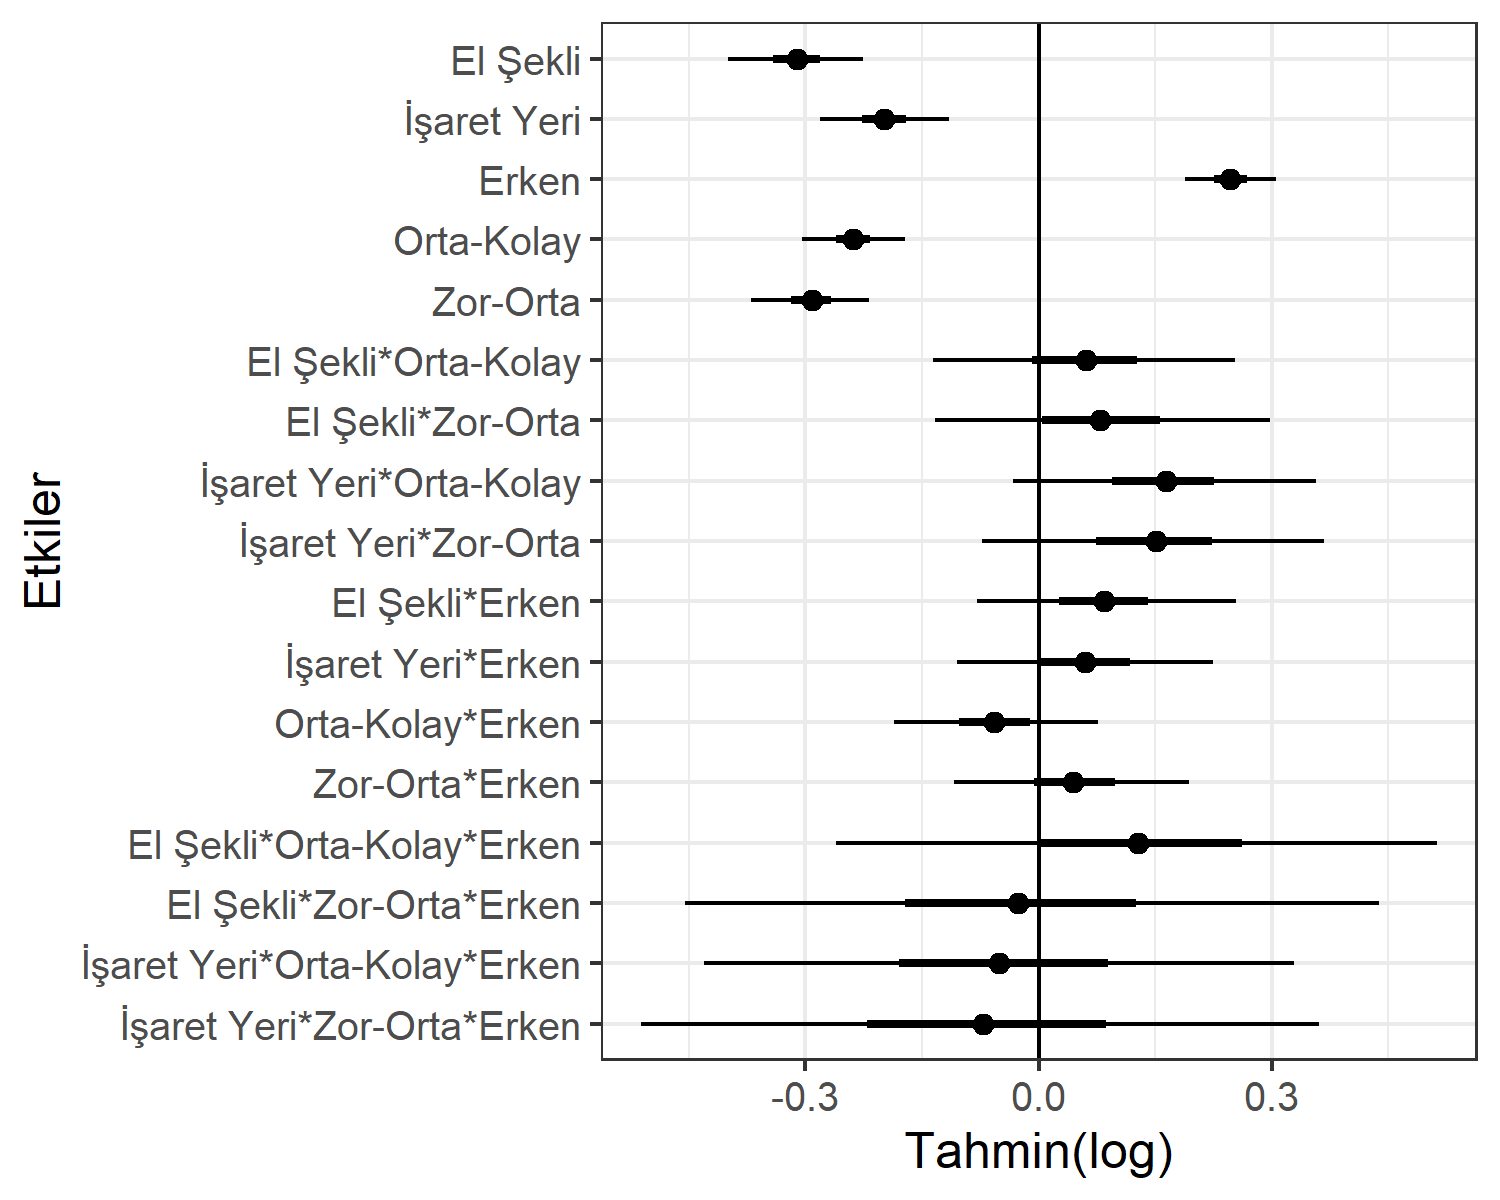 El Şekli
İşaret Yeri
Erken
Orta-Kolay
Zor-Orta
El Şekli*Orta-Kolay
El Şekli*Zor-Orta
İşaret Yeri*Orta-Kolay
İşaret Yeri*Zor-Orta
El Şekli*Erken
İşaret Yeri*Erken
Orta-Kolay*Erken
Zor-Orta*Erken
El Şekli*Orta-Kolay*Erken
El Şekli*Zor-Orta*Erken
İşaret Yeri*Orta-Kolay*Erken
İşaret Yeri*Zor-Orta*Erken
Etkiler
-0.3 0.0 0.3
Tahmin(log)